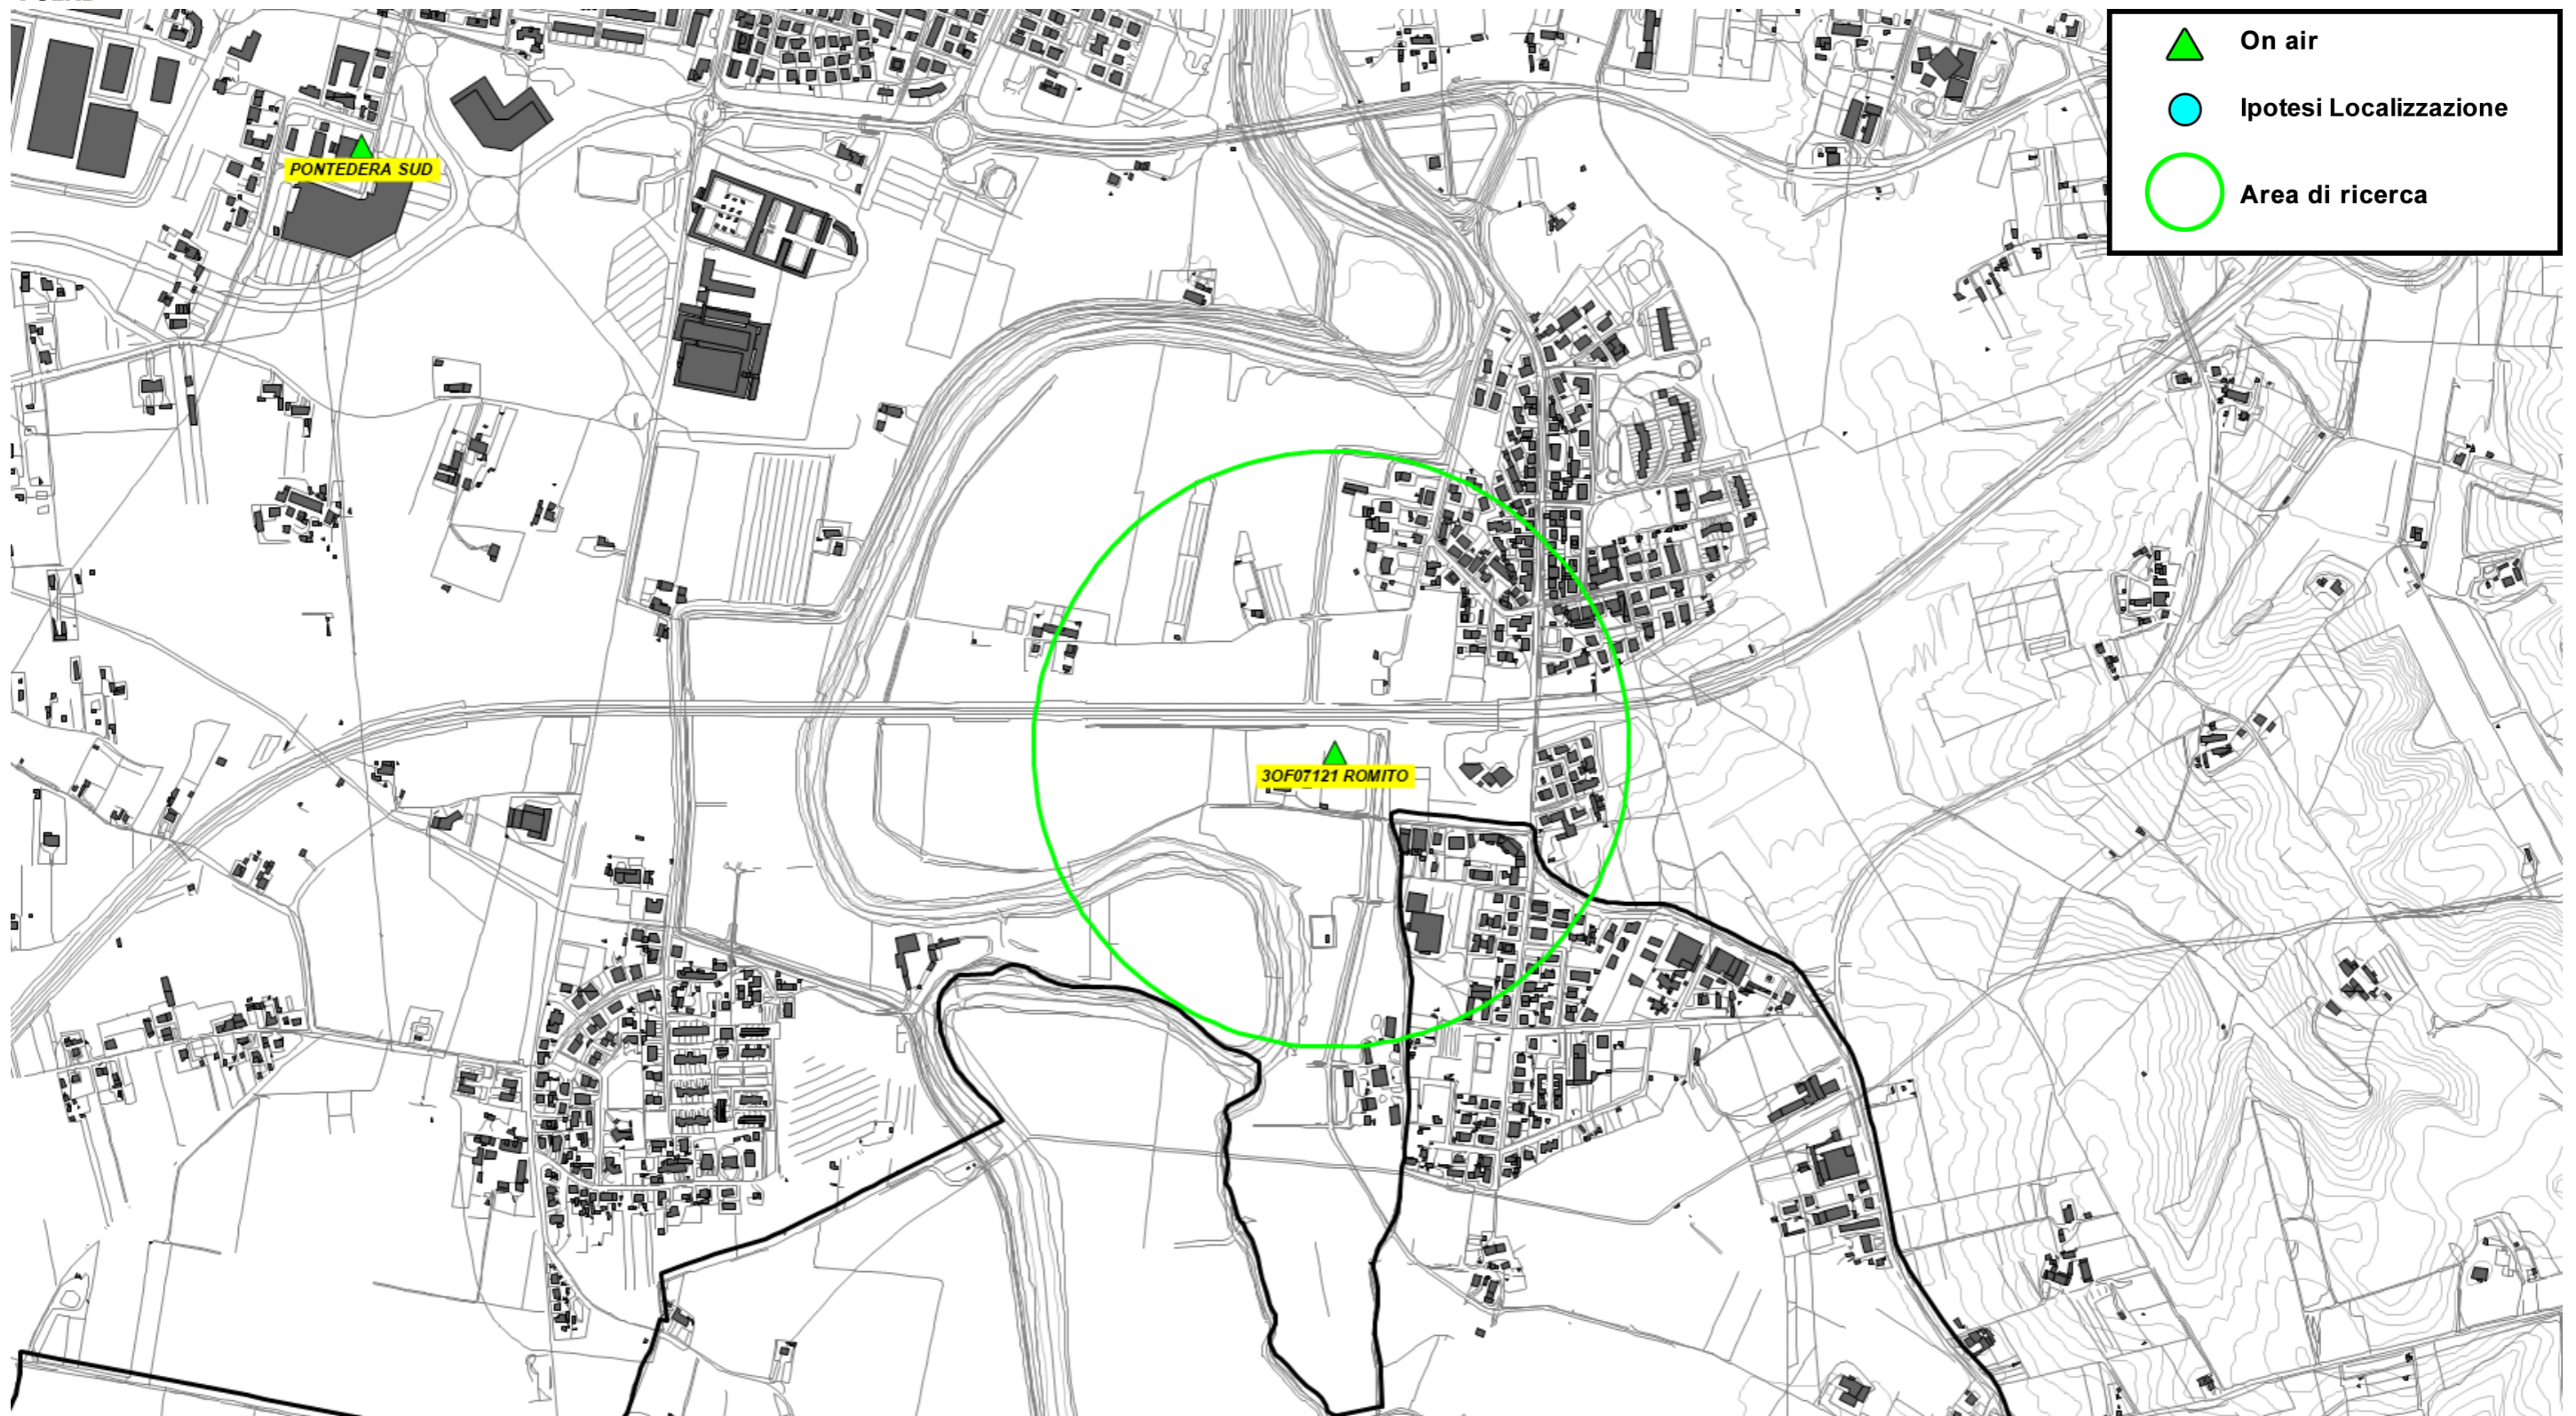 On air
Ipotesi Localizzazione
Area di ricerca
PONTEDERA SUD
3OF07121 ROMITO